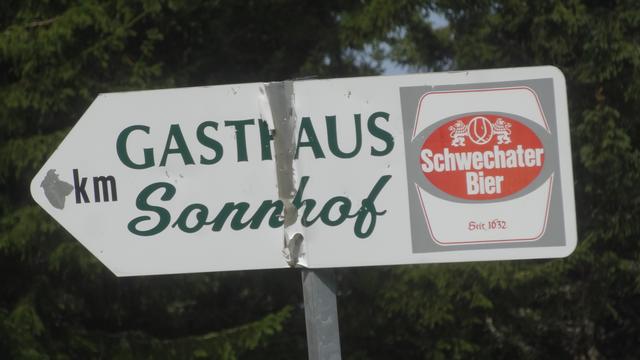 km
GASTHAUS
Sonnhof
Schwechater
Bier
Seit 1632